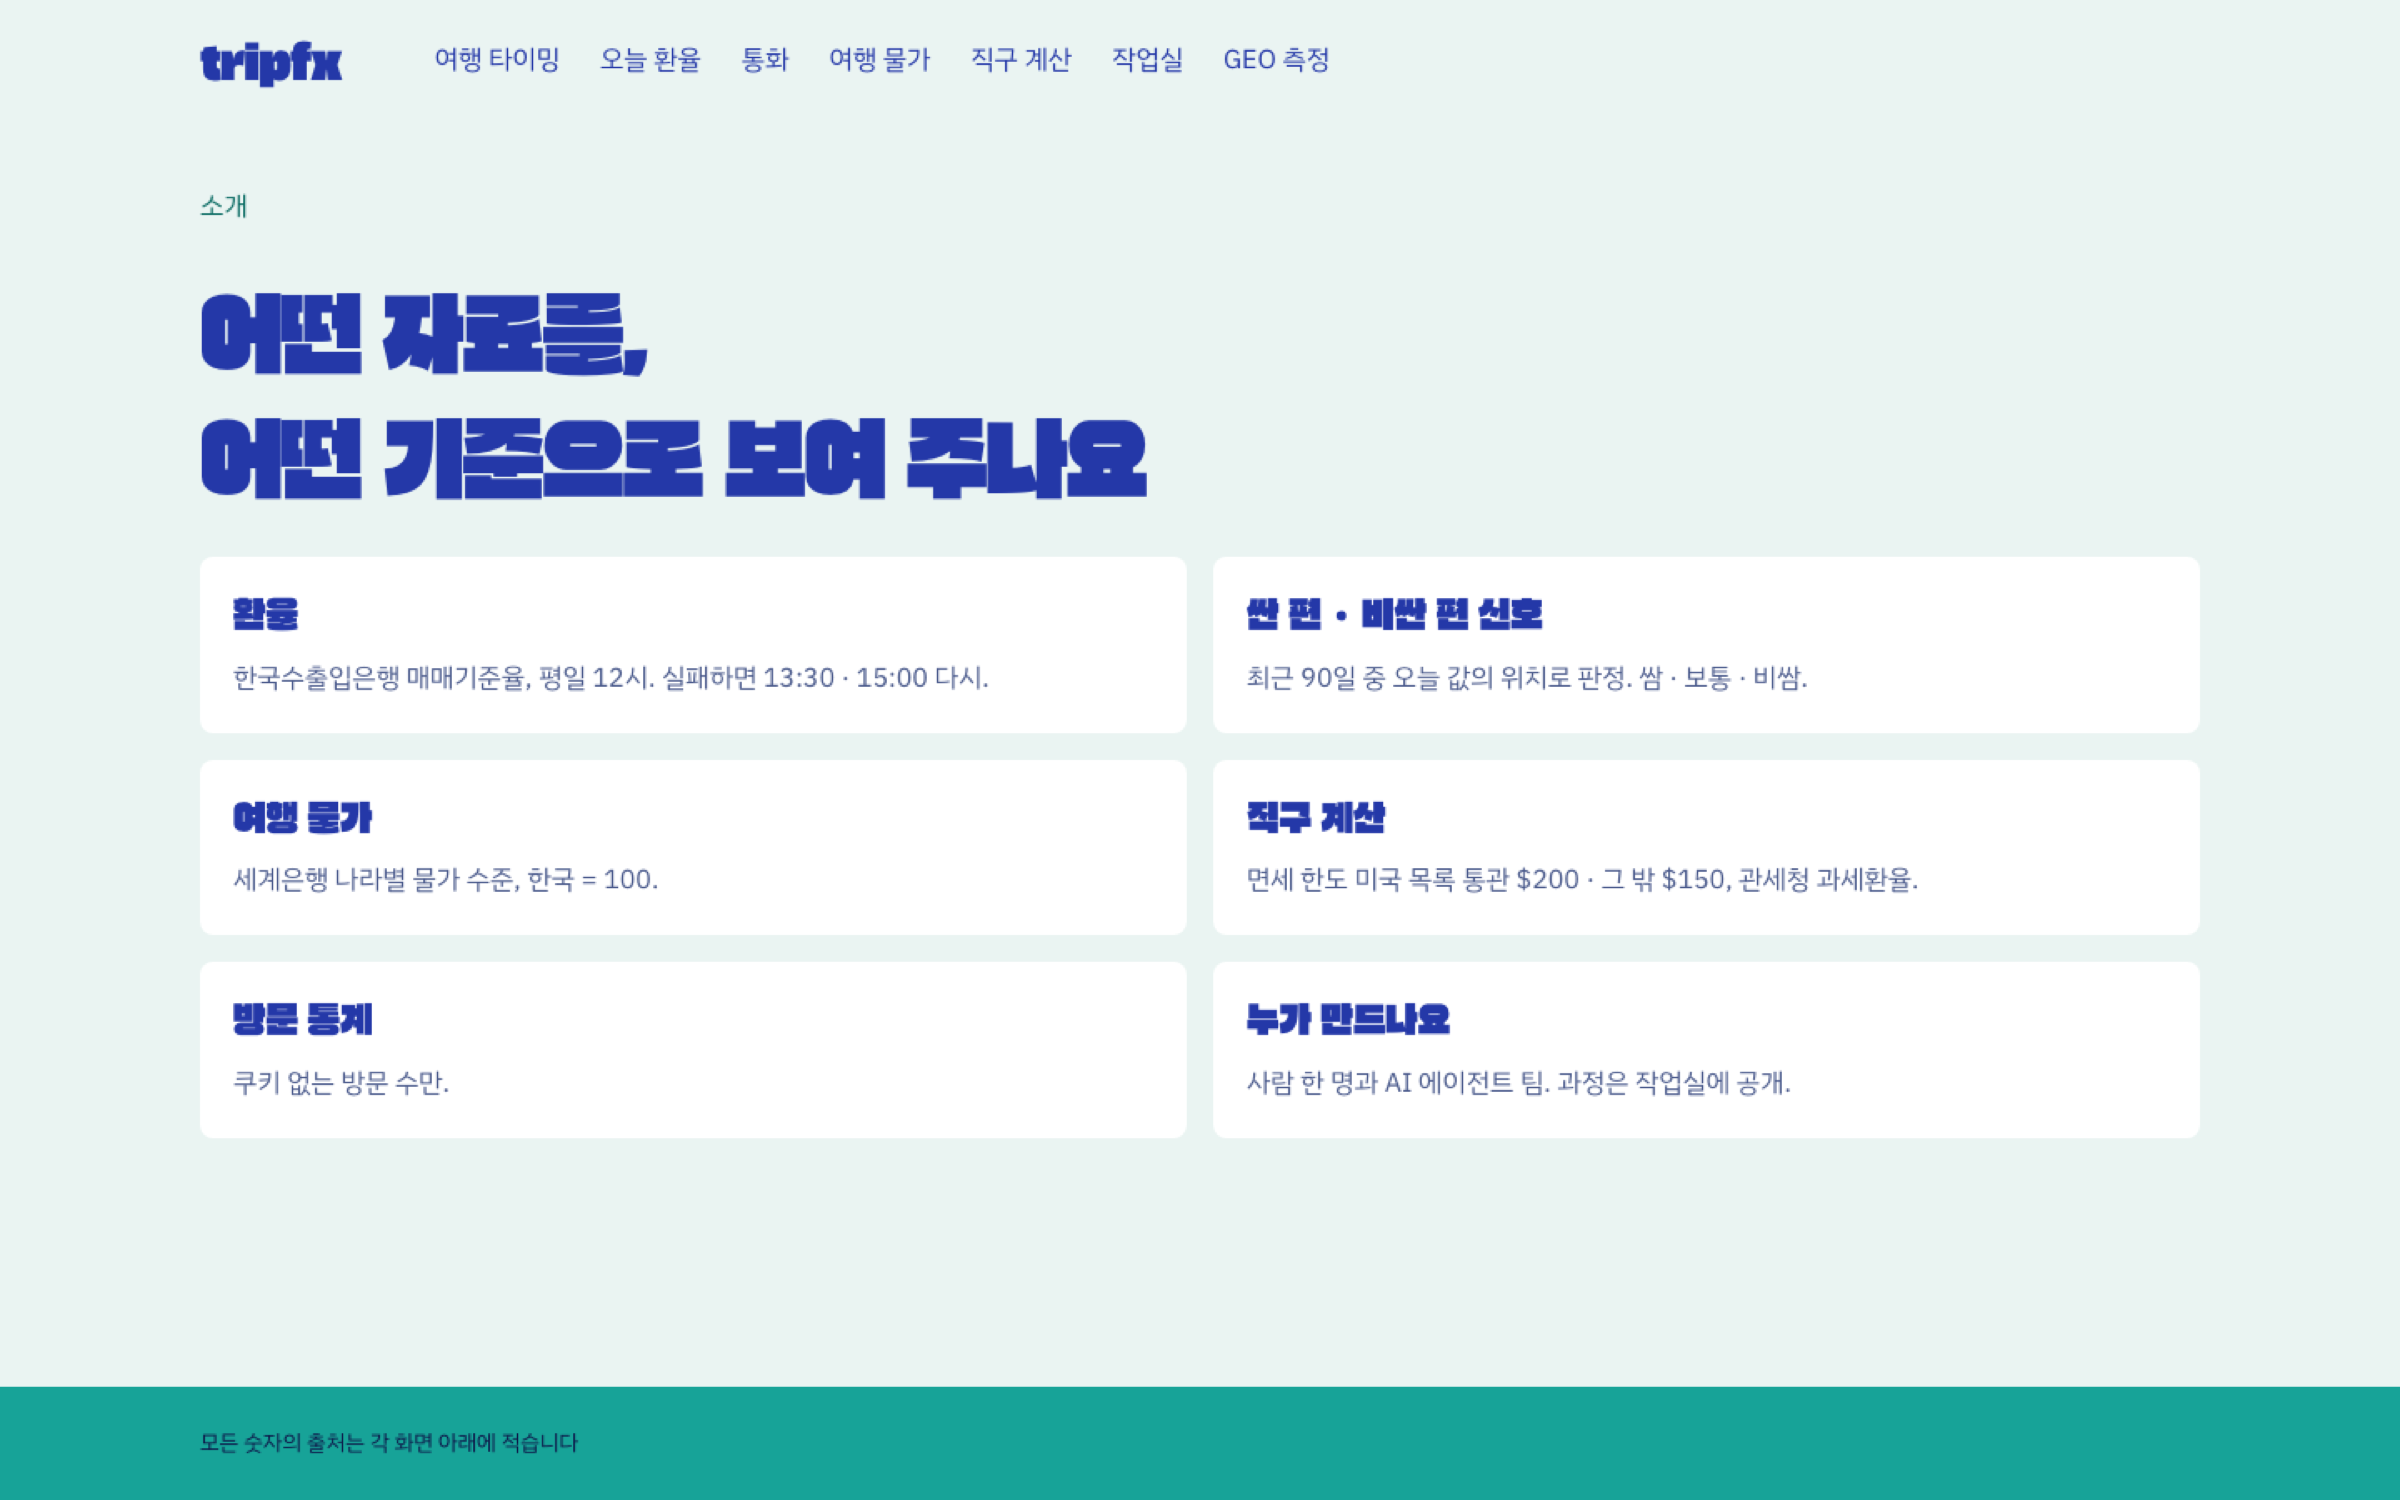 tripfx
여행 타이밍
오늘 환율
통화
여행 물가
직구 계산
작업실
GEO 측정
소개
어떤 자료를,
어떤 기준으로 보여 주나요
환율
한국수출입은행 매매기준율, 평일 12시. 실패하면 13:30 · 15:00 다시.
싼 편 · 비싼 편 신호
최근 90일 중 오늘 값의 위치로 판정. 쌈 · 보통 · 비쌈.
여행 물가
세계은행 나라별 물가 수준, 한국 = 100.
직구 계산
면세 한도 미국 목록 통관 $200 · 그 밖 $150, 관세청 과세환율.
방문 통계
쿠키 없는 방문 수만.
누가 만드나요
사람 한 명과 AI 에이전트 팀. 과정은 작업실에 공개.
모든 숫자의 출처는 각 화면 아래에 적습니다